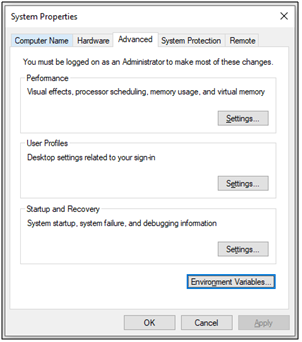 System Properties
Computer Name Hardware Advanced System Protection Remote
You must be logged on as an Administrator to make most of these changes.
Performance
Visual effects, processor scheduling, memory usage, and virtual memory
Settings...
User Profiles
Desktop settings related to your sign-in
Settings...
Startup and Recovery
System startup, system failure, and debugging information
Settings...
Environment Variables...
OK Cancel Apply